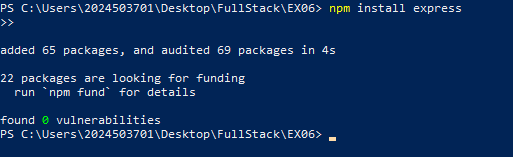 PS C:\Users\2024503701\Desktop\FullStack\EX06> npm install express
>>
added 65 packages, and audited 69 packages in 4s
22 packages are looking for funding
  run `npm fund` for details
found 0 vulnerabilities
PS C:\Users\2024503701\Desktop\FullStack\EX06>